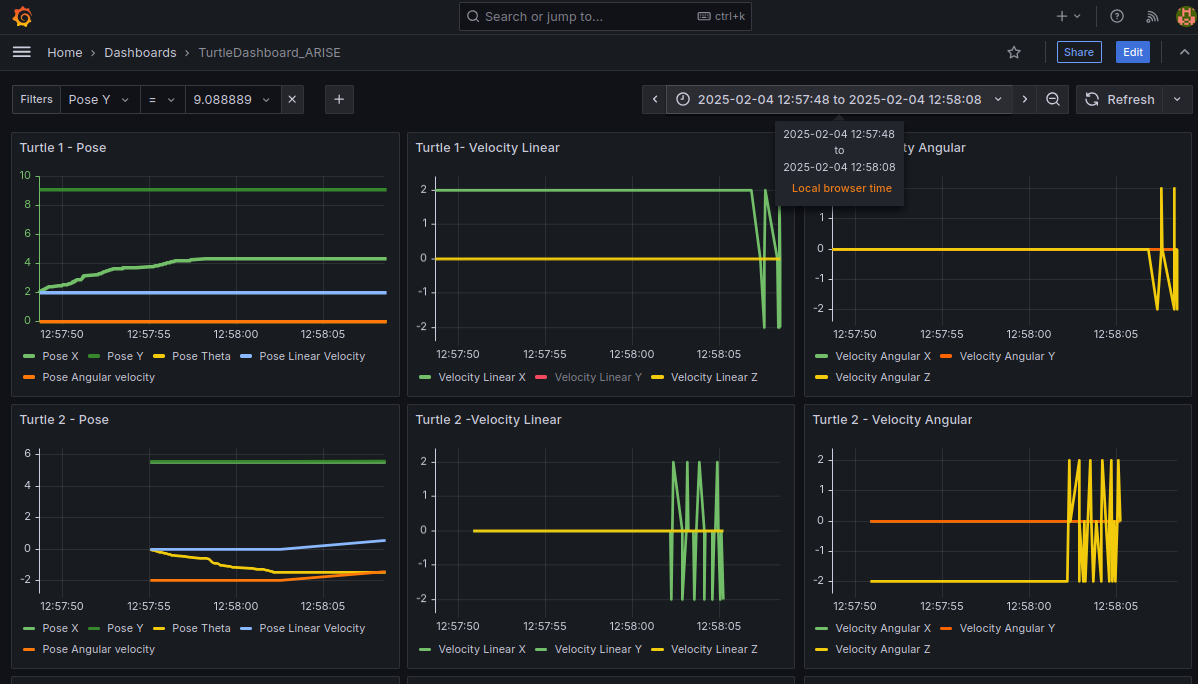 Search or jump to...
ctrl+k
Home › Dashboards › TurtleDashboard_ARISE
Share
Edit
Filters
Pose Y
=
9.088889
2025-02-04 12:57:48 to 2025-02-04 12:58:08
Refresh
2025-02-04 12:57:48
to
2025-02-04 12:58:08
Local browser time
Turtle 1 - Pose
10
8
6
4
2
0
12:57:50 12:57:55 12:58:00 12:58:05
Pose X Pose Y Pose Theta Pose Linear Velocity
Pose Angular velocity
Turtle 1- Velocity Linear
2
1
0
-1
-2
12:57:50 12:57:55 12:58:00 12:58:05
Velocity Linear X Velocity Linear Y Velocity Linear Z
ty Angular
1
0
-1
-2
12:57:50 12:57:55 12:58:00 12:58:05
Velocity Angular X Velocity Angular Y
Velocity Angular Z
Turtle 2 - Pose
6
4
2
0
-2
12:57:50 12:57:55 12:58:00 12:58:05
Pose X Pose Y Pose Theta Pose Linear Velocity
Pose Angular velocity
Turtle 2 -Velocity Linear
2
1
0
-1
-2
12:57:50 12:57:55 12:58:00 12:58:05
Velocity Linear X Velocity Linear Y Velocity Linear Z
Turtle 2 - Velocity Angular
2
1
0
-1
-2
12:57:50 12:57:55 12:58:00 12:58:05
Velocity Angular X Velocity Angular Y
Velocity Angular Z